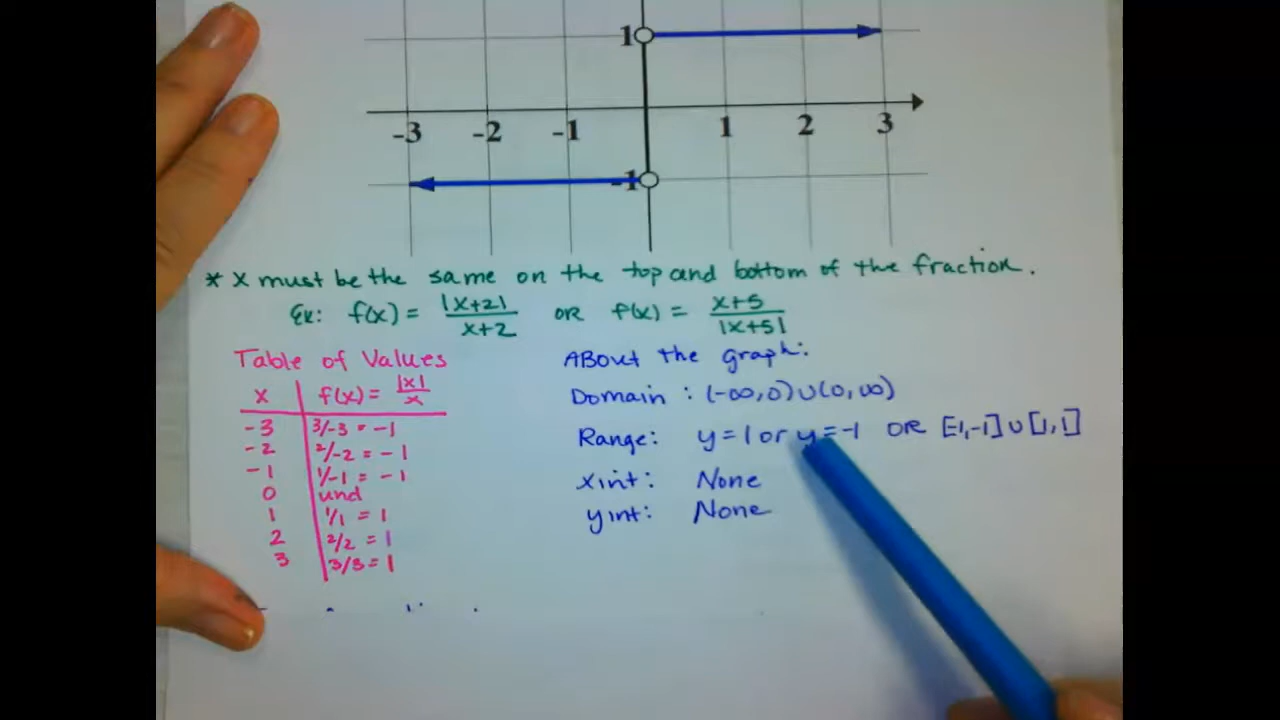 1
-3 -2 -1 1 2 3
-1
* X must be the same on the top and bottom of the fraction.
Ex: f(x) = |x+2| / x+2 OR f(x) = x+5 / |x+5|
Table of Values
x f(x) = |x| / x
-3 3/-3 = -1
-2 2/-2 = -1
-1 1/-1 = -1
0 und
1 1/1 = 1
2 2/2 = 1
3 3/3 = 1
ABout the graph:
Domain : (-∞,0)∪(0,∞)
Range: y=1 or y=-1 OR [-1,-1]∪[1,1]
xint: None
yint: None